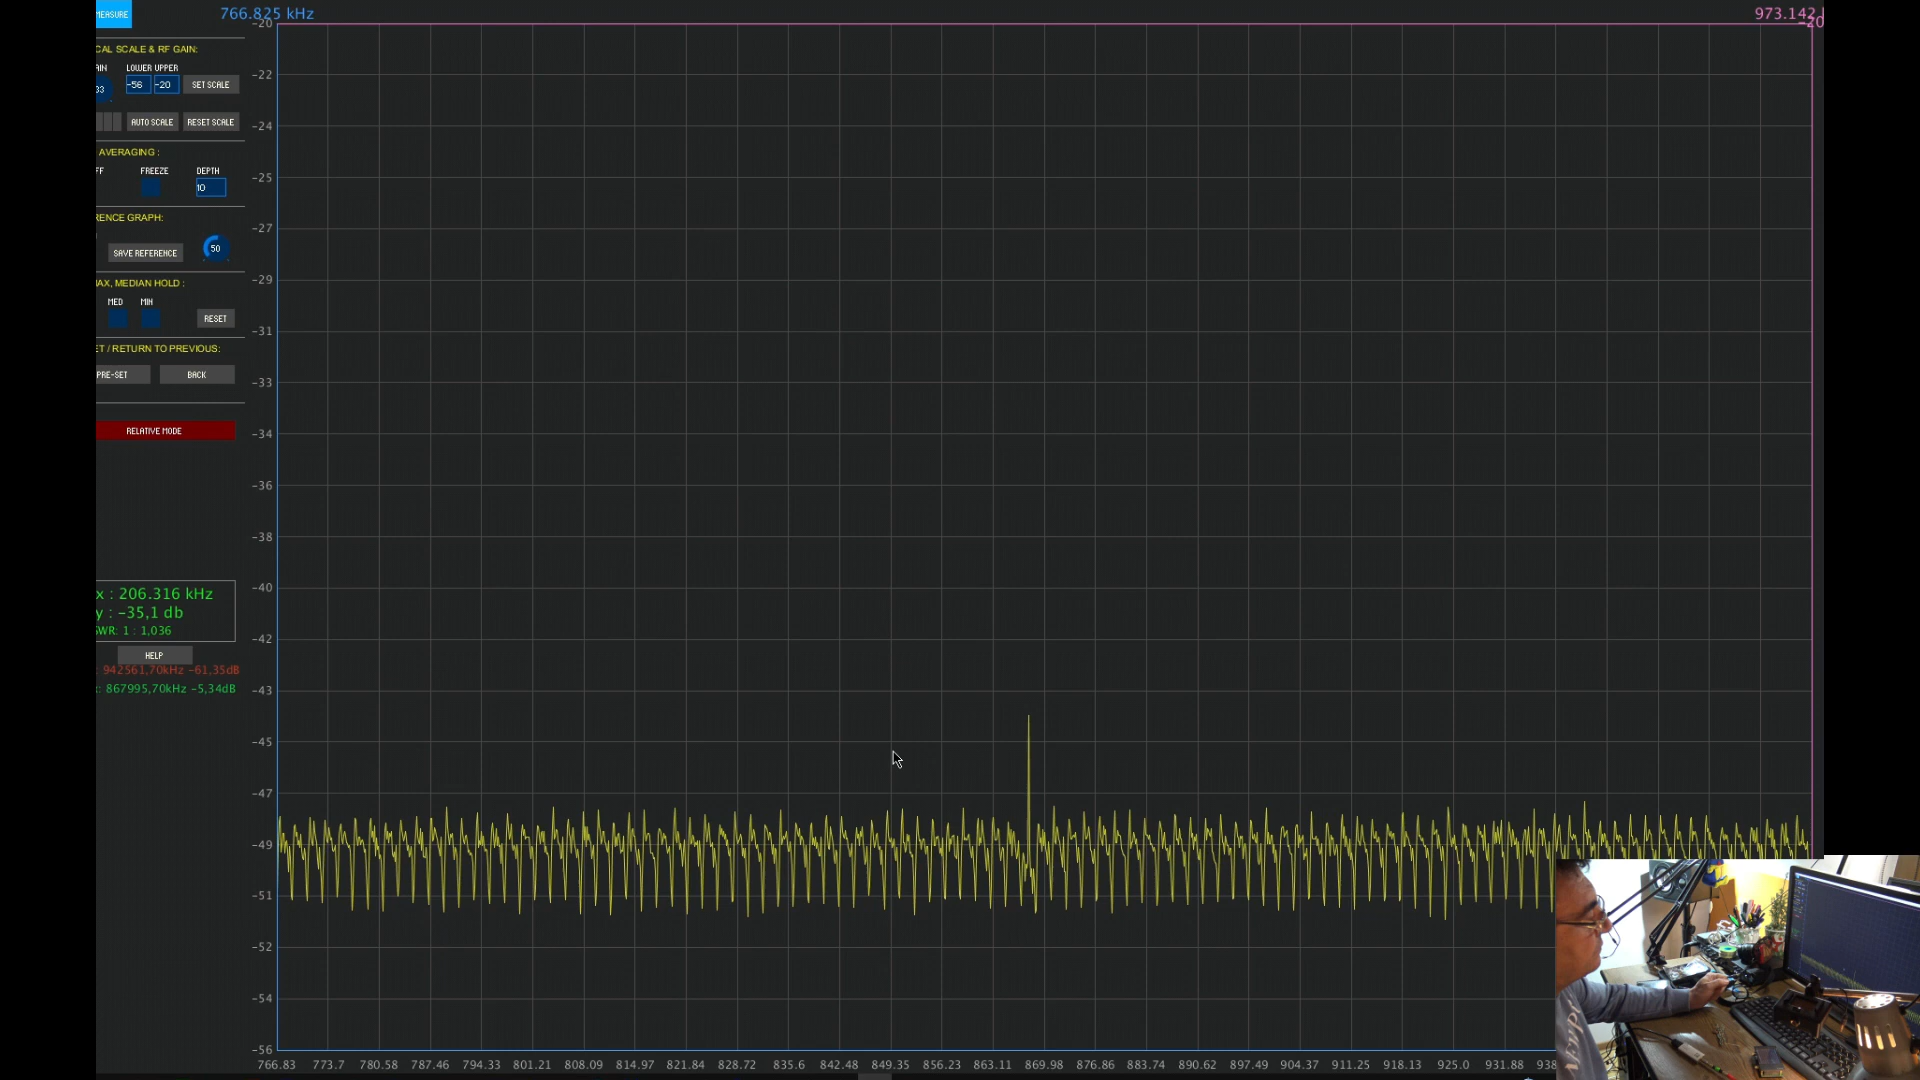 MEASURE
766.825 kHz
973.142
-20
CAL SCALE & RF GAIN:
AIN
LOWER UPPER
33
-56
-20
SET SCALE
AUTO SCALE
RESET SCALE
AVERAGING :
FF
FREEZE
DEPTH
10
RENCE GRAPH:
SAVE REFERENCE
50
AX, MEDIAN HOLD :
MED
MIN
RESET
ET / RETURN TO PREVIOUS:
PRE-SET
BACK
RELATIVE MODE
x : 206.316 kHz
y : -35,1 db
SWR: 1 : 1,036
HELP
: 942561,70kHz -61,35dB
x: 867995,70kHz -5,34dB
-20
-22
-24
-25
-27
-29
-31
-33
-34
-36
-38
-40
-42
-43
-45
-47
-49
-51
-52
-54
-56
766.83 773.7 780.58 787.46 794.33 801.21 808.09 814.97 821.84 828.72 835.6 842.48 849.35 856.23 863.11 869.98 876.86 883.74 890.62 897.49 904.37 911.25 918.13 925.0 931.88 938